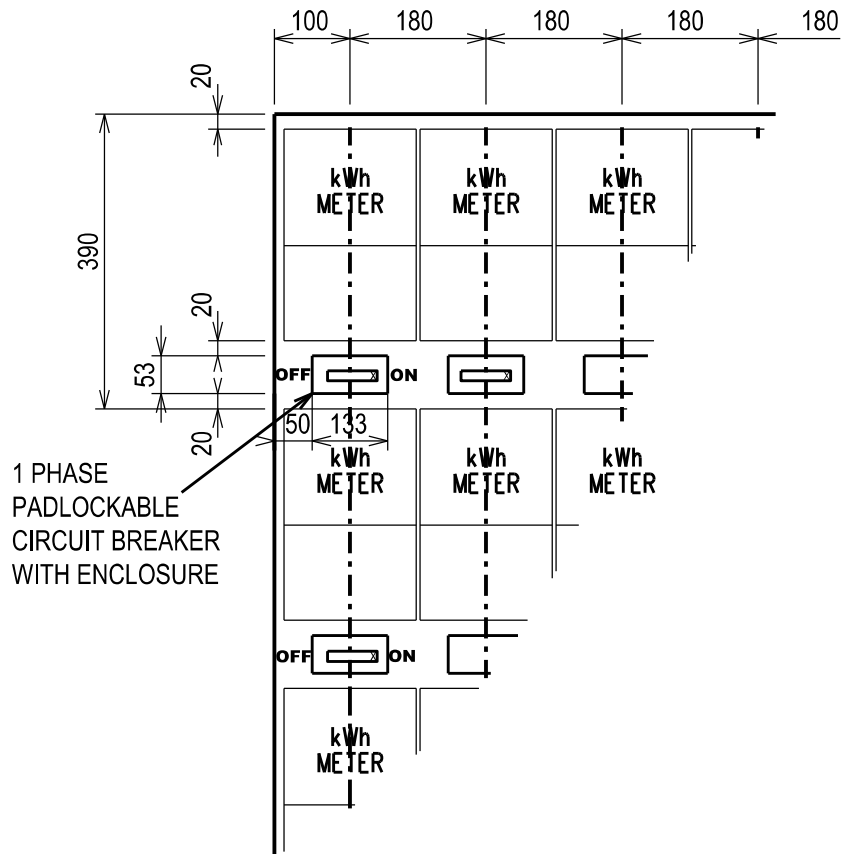 100 180 180 180 180
20
kWh kWh kWh
METER METER METER
390
20
53
OFF ON
50 133
20
kWh kWh kWh
METER METER METER
1 PHASE
PADLOCKABLE
CIRCUIT BREAKER
WITH ENCLOSURE
OFF ON
kWh
METER